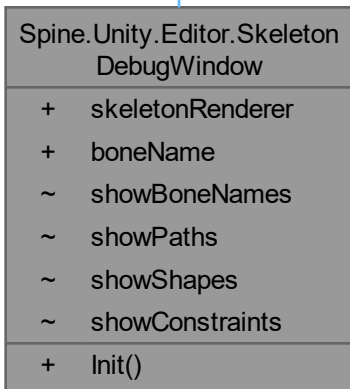 Spine.Unity.Editor.Skeleton
DebugWindow
+ skeletonRenderer
+ boneName
~ showBoneNames
~ showPaths
~ showShapes
~ showConstraints
+ Init()